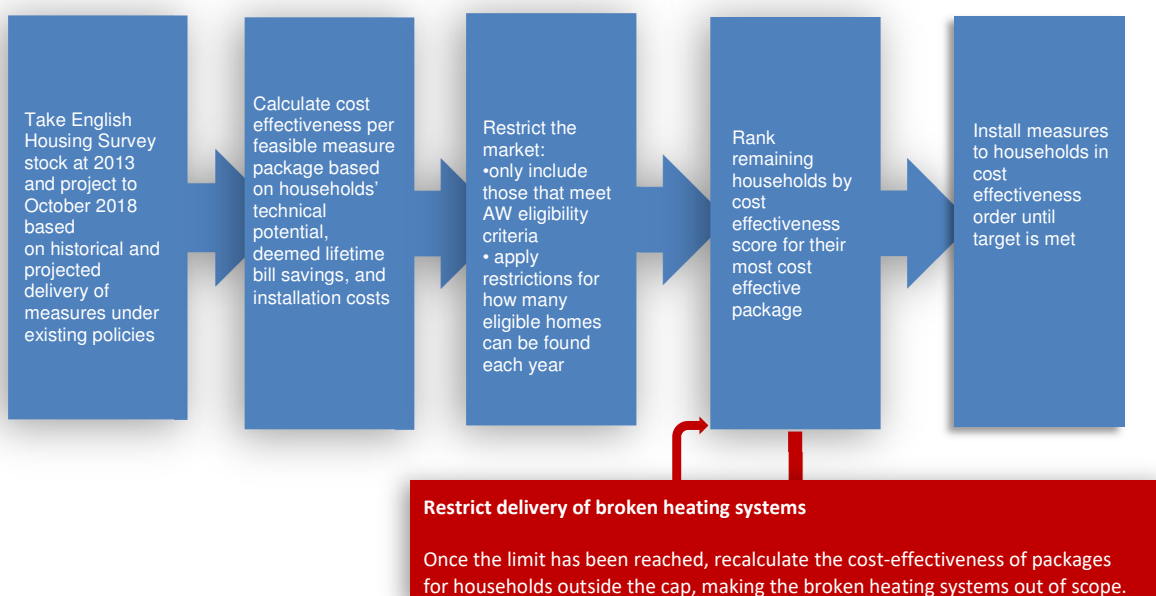 Take English
Housing Survey
stock at 2013
and project to
October 2018
based
on historical and
projected
delivery of
measures under
existing policies
Calculate cost
effectiveness per
feasible measure
package based
on households’
technical
potential,
deemed lifetime
bill savings, and
installation costs
Restrict the
market:
•only include
those that meet
AW eligibility
criteria
• apply
restrictions for
how many
eligible homes
can be found
each year
Rank
remaining
households by
cost
effectiveness
score for their
most cost
effective
package
Install measures
to households in
cost
effectiveness
order until
target is met
Restrict delivery of broken heating systems
Once the limit has been reached, recalculate the cost-effectiveness of packages
for households outside the cap, making the broken heating systems out of scope.